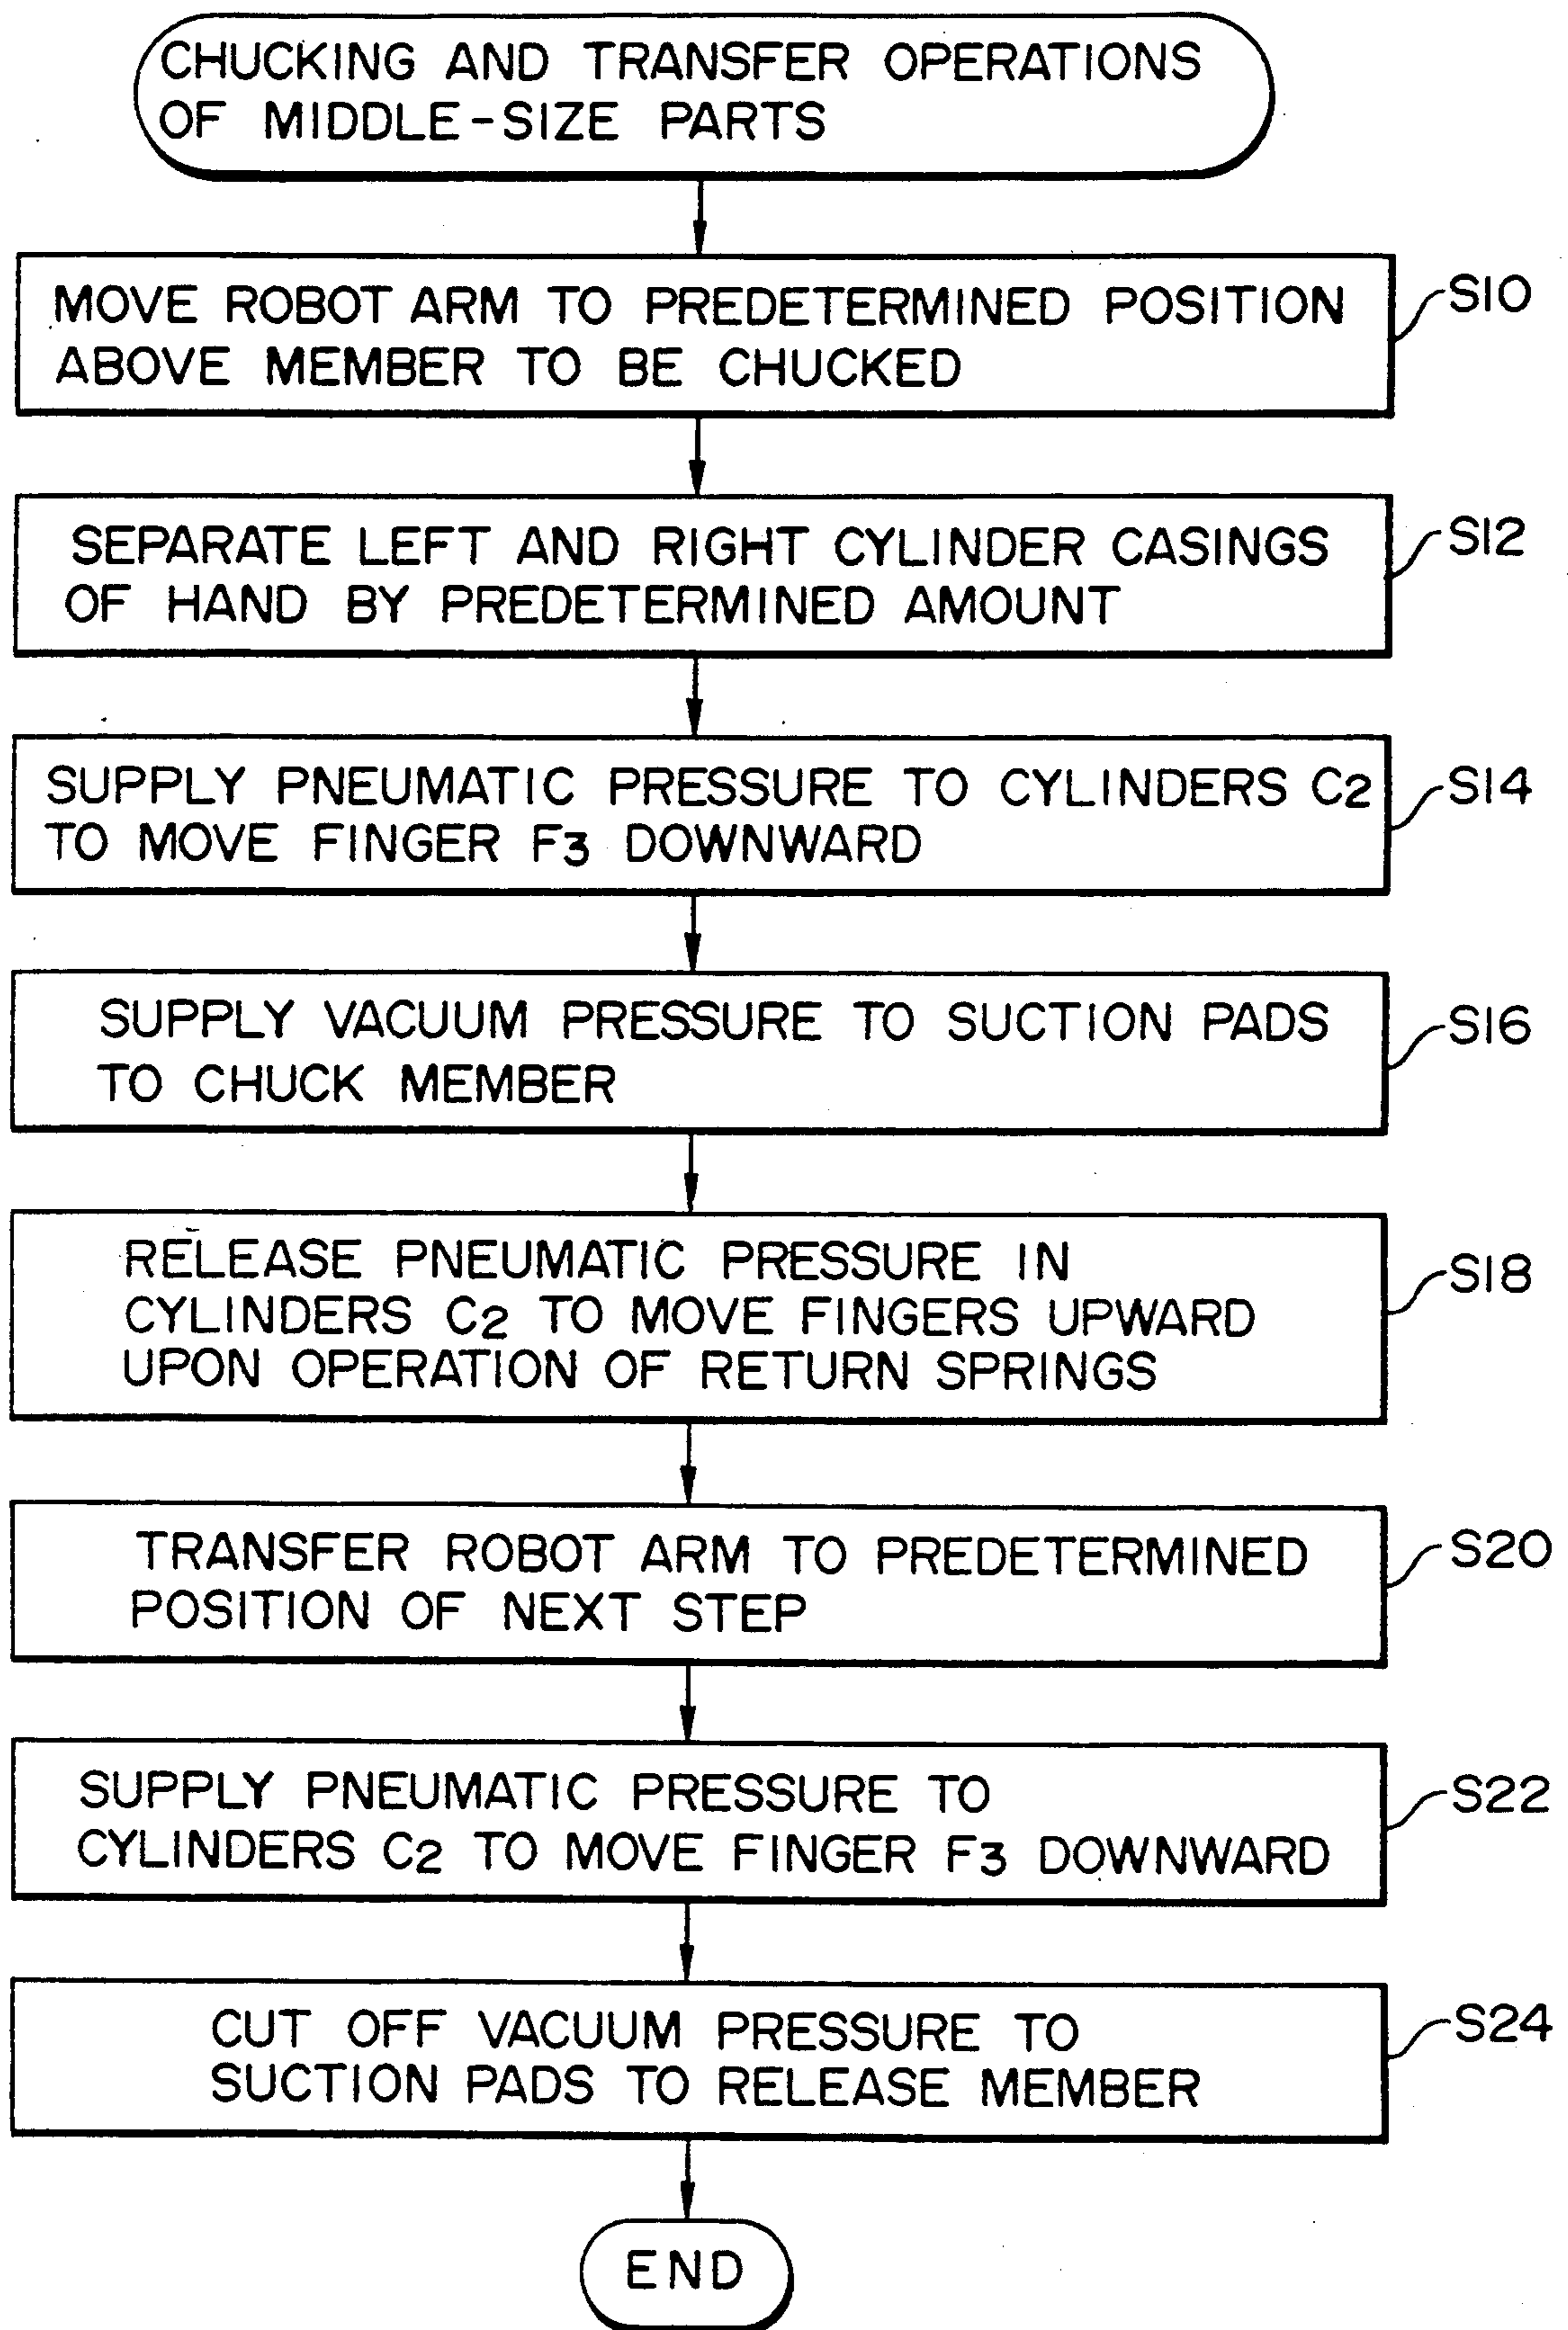 CHUCKING AND TRANSFER OPERATIONS
OF MIDDLE-SIZE PARTS
MOVE ROBOT ARM TO PREDETERMINED POSITION
ABOVE MEMBER TO BE CHUCKED
S10
SEPARATE LEFT AND RIGHT CYLINDER CASINGS
OF HAND BY PREDETERMINED AMOUNT
S12
SUPPLY PNEUMATIC PRESSURE TO CYLINDERS C2
TO MOVE FINGER F3 DOWNWARD
S14
SUPPLY VACUUM PRESSURE TO SUCTION PADS
TO CHUCK MEMBER
S16
RELEASE PNEUMATIC PRESSURE IN
CYLINDERS C2 TO MOVE FINGERS UPWARD
UPON OPERATION OF RETURN SPRINGS
S18
TRANSFER ROBOT ARM TO PREDETERMINED
POSITION OF NEXT STEP
S20
SUPPLY PNEUMATIC PRESSURE TO
CYLINDERS C2 TO MOVE FINGER F3 DOWNWARD
S22
CUT OFF VACUUM PRESSURE TO
SUCTION PADS TO RELEASE MEMBER
S24
END